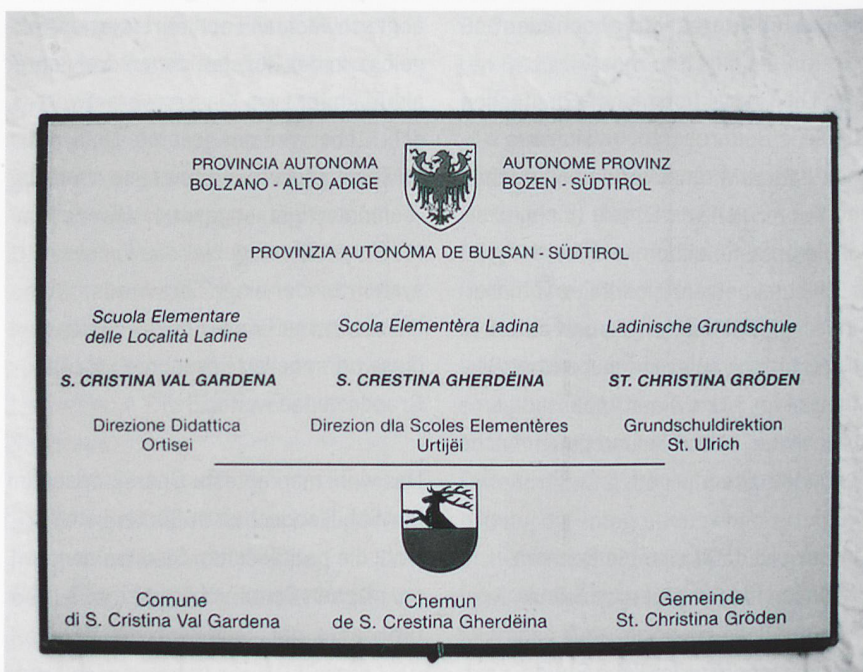 PROVINCIA AUTONOMA
BOLZANO - ALTO ADIGE
AUTONOME PROVINZ
BOZEN - SÜDTIROL
PROVINZIA AUTONÓMA DE BULSAN - SÜDTIROL
Scuola Elementare
delle Località Ladine
Scola Elementèra Ladina
Ladinische Grundschule
S. CRISTINA VAL GARDENA
S. CRESTINA GHERDËINA
ST. CHRISTINA GRÖDEN
Direzione Didattica
Ortisei
Direzion dla Scoles Elementères
Urtijëi
Grundschuldirektion
St. Ulrich
Comune
di S. Cristina Val Gardena
Chemun
de S. Crestina Gherdëina
Gemeinde
St. Christina Gröden